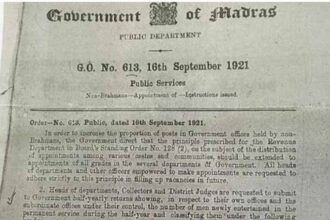 Government of Madras
PUBLIC DEPARTMENT
G.O. No. 613, 16th September 1921
Public Services
Non-Brahmans—Appointment of—Instructions issued.
Order—No. 613, Public, dated 16th September 1921.
In order to increase the proportion of posts in Government offices held by non-
Brahmans, the Government direct that the principle prescribed for the Revenue
Department in Board's Standing Order No. 128 (2), on the subject of the distribution
of appointments among various castes and communities, should be extended to
appointments of all grades in the several departments of Government. All heads
of departments and other officers empowered to make appointments are requested to
adhere strictly to this principle in filling up vacancies in future.
2. Heads of departments, Collectors and District Judges are requested to submit
to Government half-yearly returns showing, in respect to their own offices and the
subordinate offices under their control, the number of men newly entertained in the
permanent service during the half-year and classifying them under the following